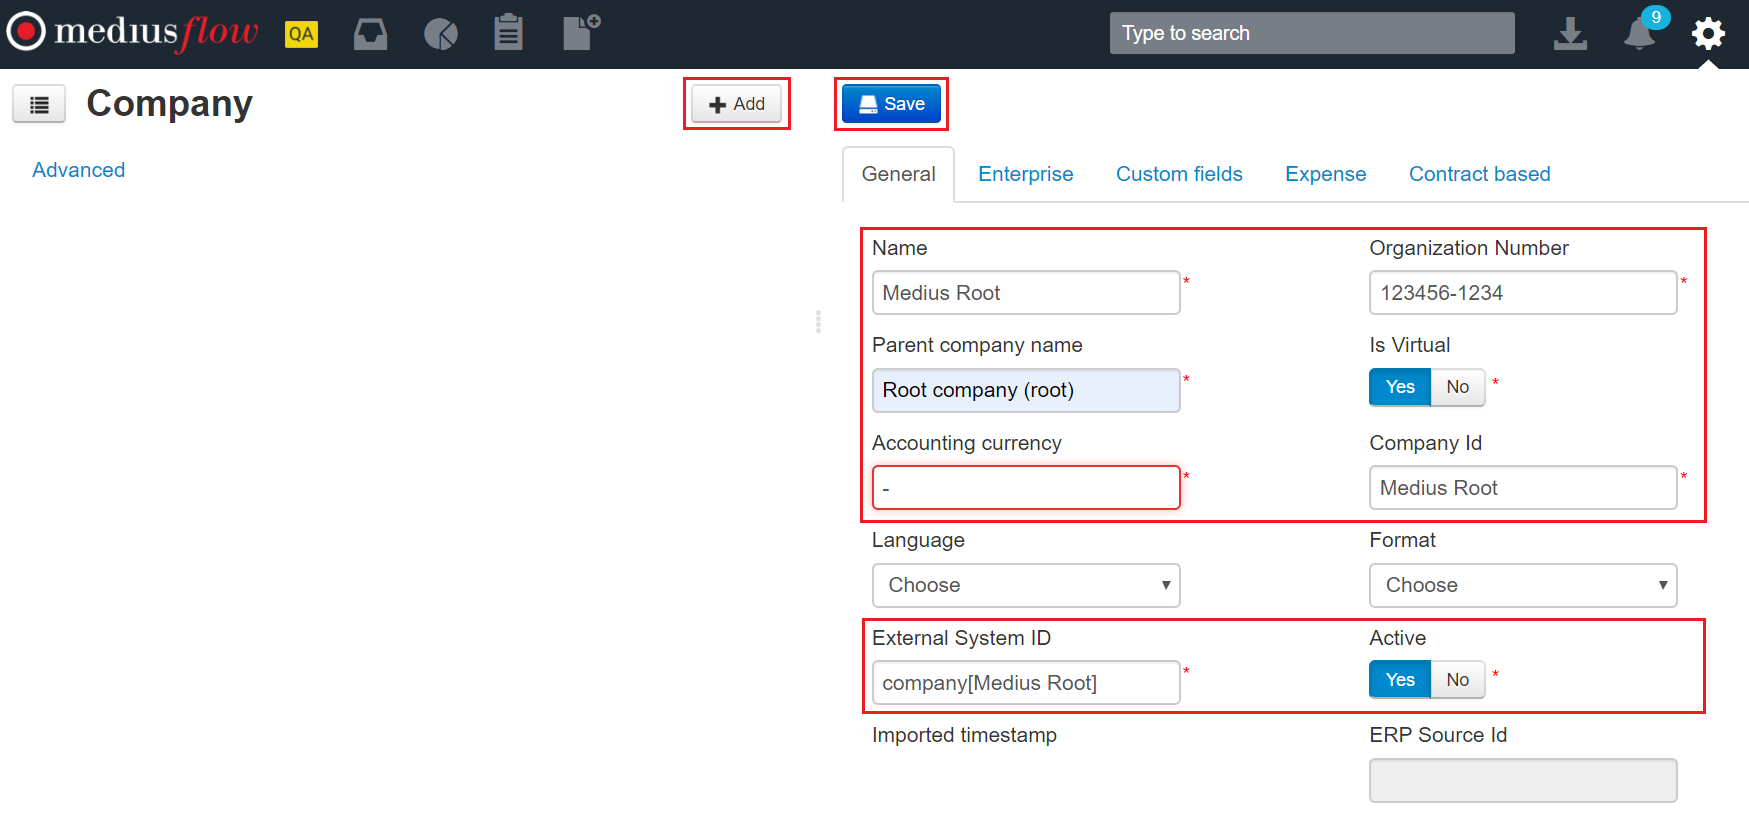 mediusflow QA Type to search 9
Company Add Save
Advanced
General Enterprise Custom fields Expense Contract based
Name Organization Number
Medius Root * 123456-1234 *
Parent company name Is Virtual
Root company (root) * Yes No *
Accounting currency Company Id
- * Medius Root *
Language Format
Choose Choose
External System ID Active
company[Medius Root] * Yes No *
Imported timestamp ERP Source Id